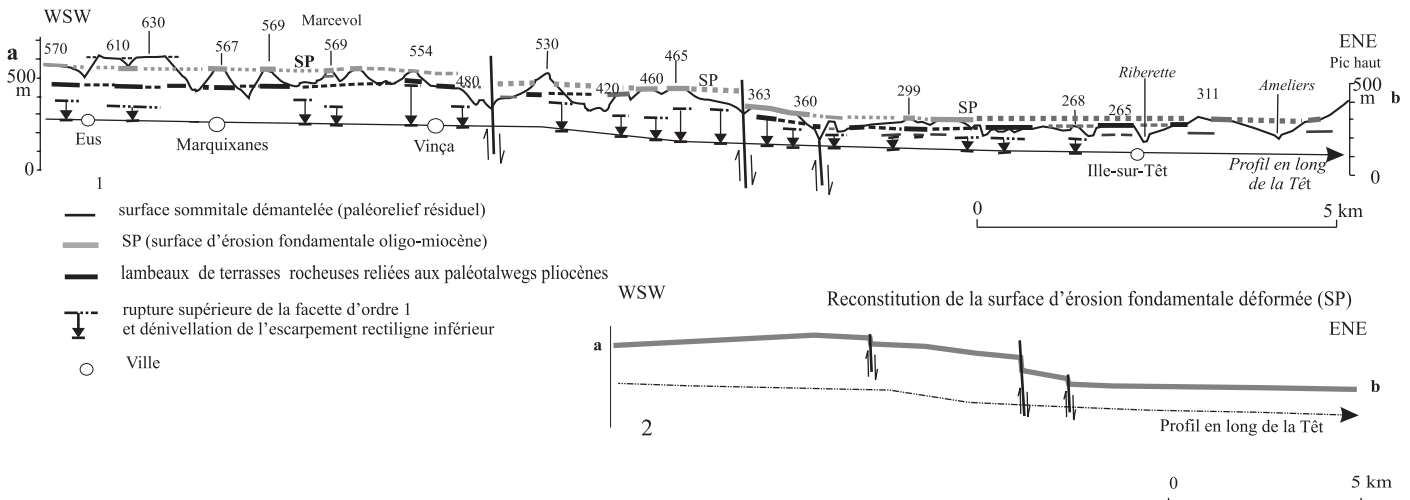 WSW
a
500
m
0
570
610
630
567
569
SP
Marcevol
569
554
480
530
420
460
465
SP
363
360
299
SP
268
265
Riberette
311
Ameliers
ENE
Pic haut
500
m
b
0
Eus
Marquixanes
Vinça
Ille-sur-Têt
Profil en long
de la Têt
1
0
5 km
surface sommitale démantelée (paléorelief résiduel)
SP (surface d'érosion fondamentale oligo-miocène)
lambeaux de terrasses rocheuses reliées aux paléotalwegs pliocènes
rupture supérieure de la facette d'ordre 1
et dénivellation de l'escarpement rectiligne inférieur
Ville
WSW
Reconstitution de la surface d'érosion fondamentale déformée (SP)
ENE
a
b
2
Profil en long de la Têt
0
5 km